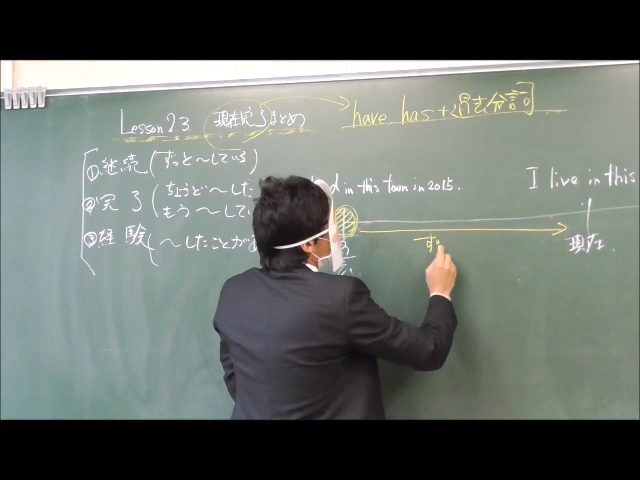 Lesson 23 現在完了まとめ
have has + 過去分詞
① 継続 (ずっと〜している)
② 完了 (ちょうど〜した
もう〜してい
③ 経験 (〜したことが
d in this town in 2015.
I live in this
ず
現在